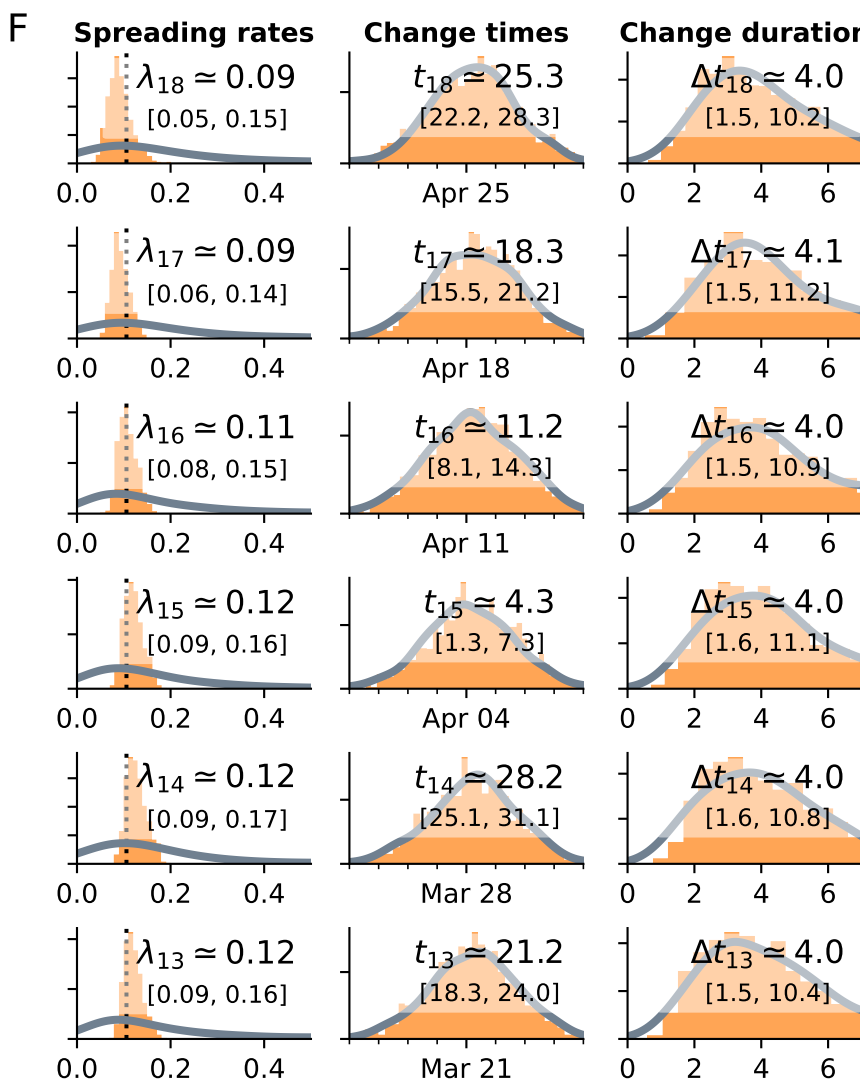 F
Spreading rates Change times Change duration
λ18 ≃ 0.09 t18 ≃ 25.3 Δt18 ≃ 4.0
[0.05, 0.15] [22.2, 28.3] [1.5, 10.2]
0.0 0.2 0.4 Apr 25 0 2 4 6
λ17 ≃ 0.09 t17 ≃ 18.3 Δt17 ≃ 4.1
[0.06, 0.14] [15.5, 21.2] [1.5, 11.2]
0.0 0.2 0.4 Apr 18 0 2 4 6
λ16 ≃ 0.11 t16 ≃ 11.2 Δt16 ≃ 4.0
[0.08, 0.15] [8.1, 14.3] [1.5, 10.9]
0.0 0.2 0.4 Apr 11 0 2 4 6
λ15 ≃ 0.12 t15 ≃ 4.3 Δt15 ≃ 4.0
[0.09, 0.16] [1.3, 7.3] [1.6, 11.1]
0.0 0.2 0.4 Apr 04 0 2 4 6
λ14 ≃ 0.12 t14 ≃ 28.2 Δt14 ≃ 4.0
[0.09, 0.17] [25.1, 31.1] [1.6, 10.8]
0.0 0.2 0.4 Mar 28 0 2 4 6
λ13 ≃ 0.12 t13 ≃ 21.2 Δt13 ≃ 4.0
[0.09, 0.16] [18.3, 24.0] [1.5, 10.4]
0.0 0.2 0.4 Mar 21 0 2 4 6